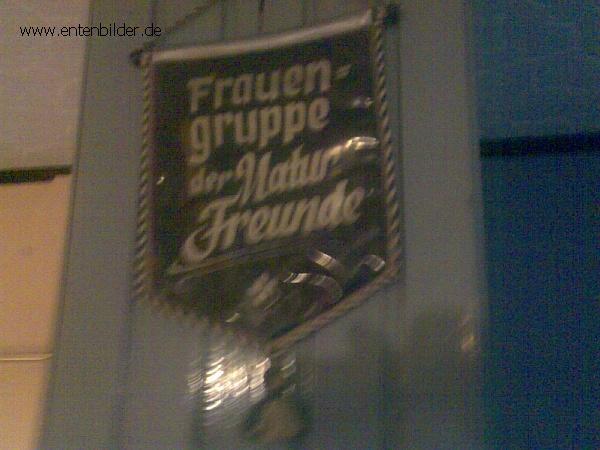 www.entenbilder.de
Frauen-
gruppe
der Natur-
Freunde